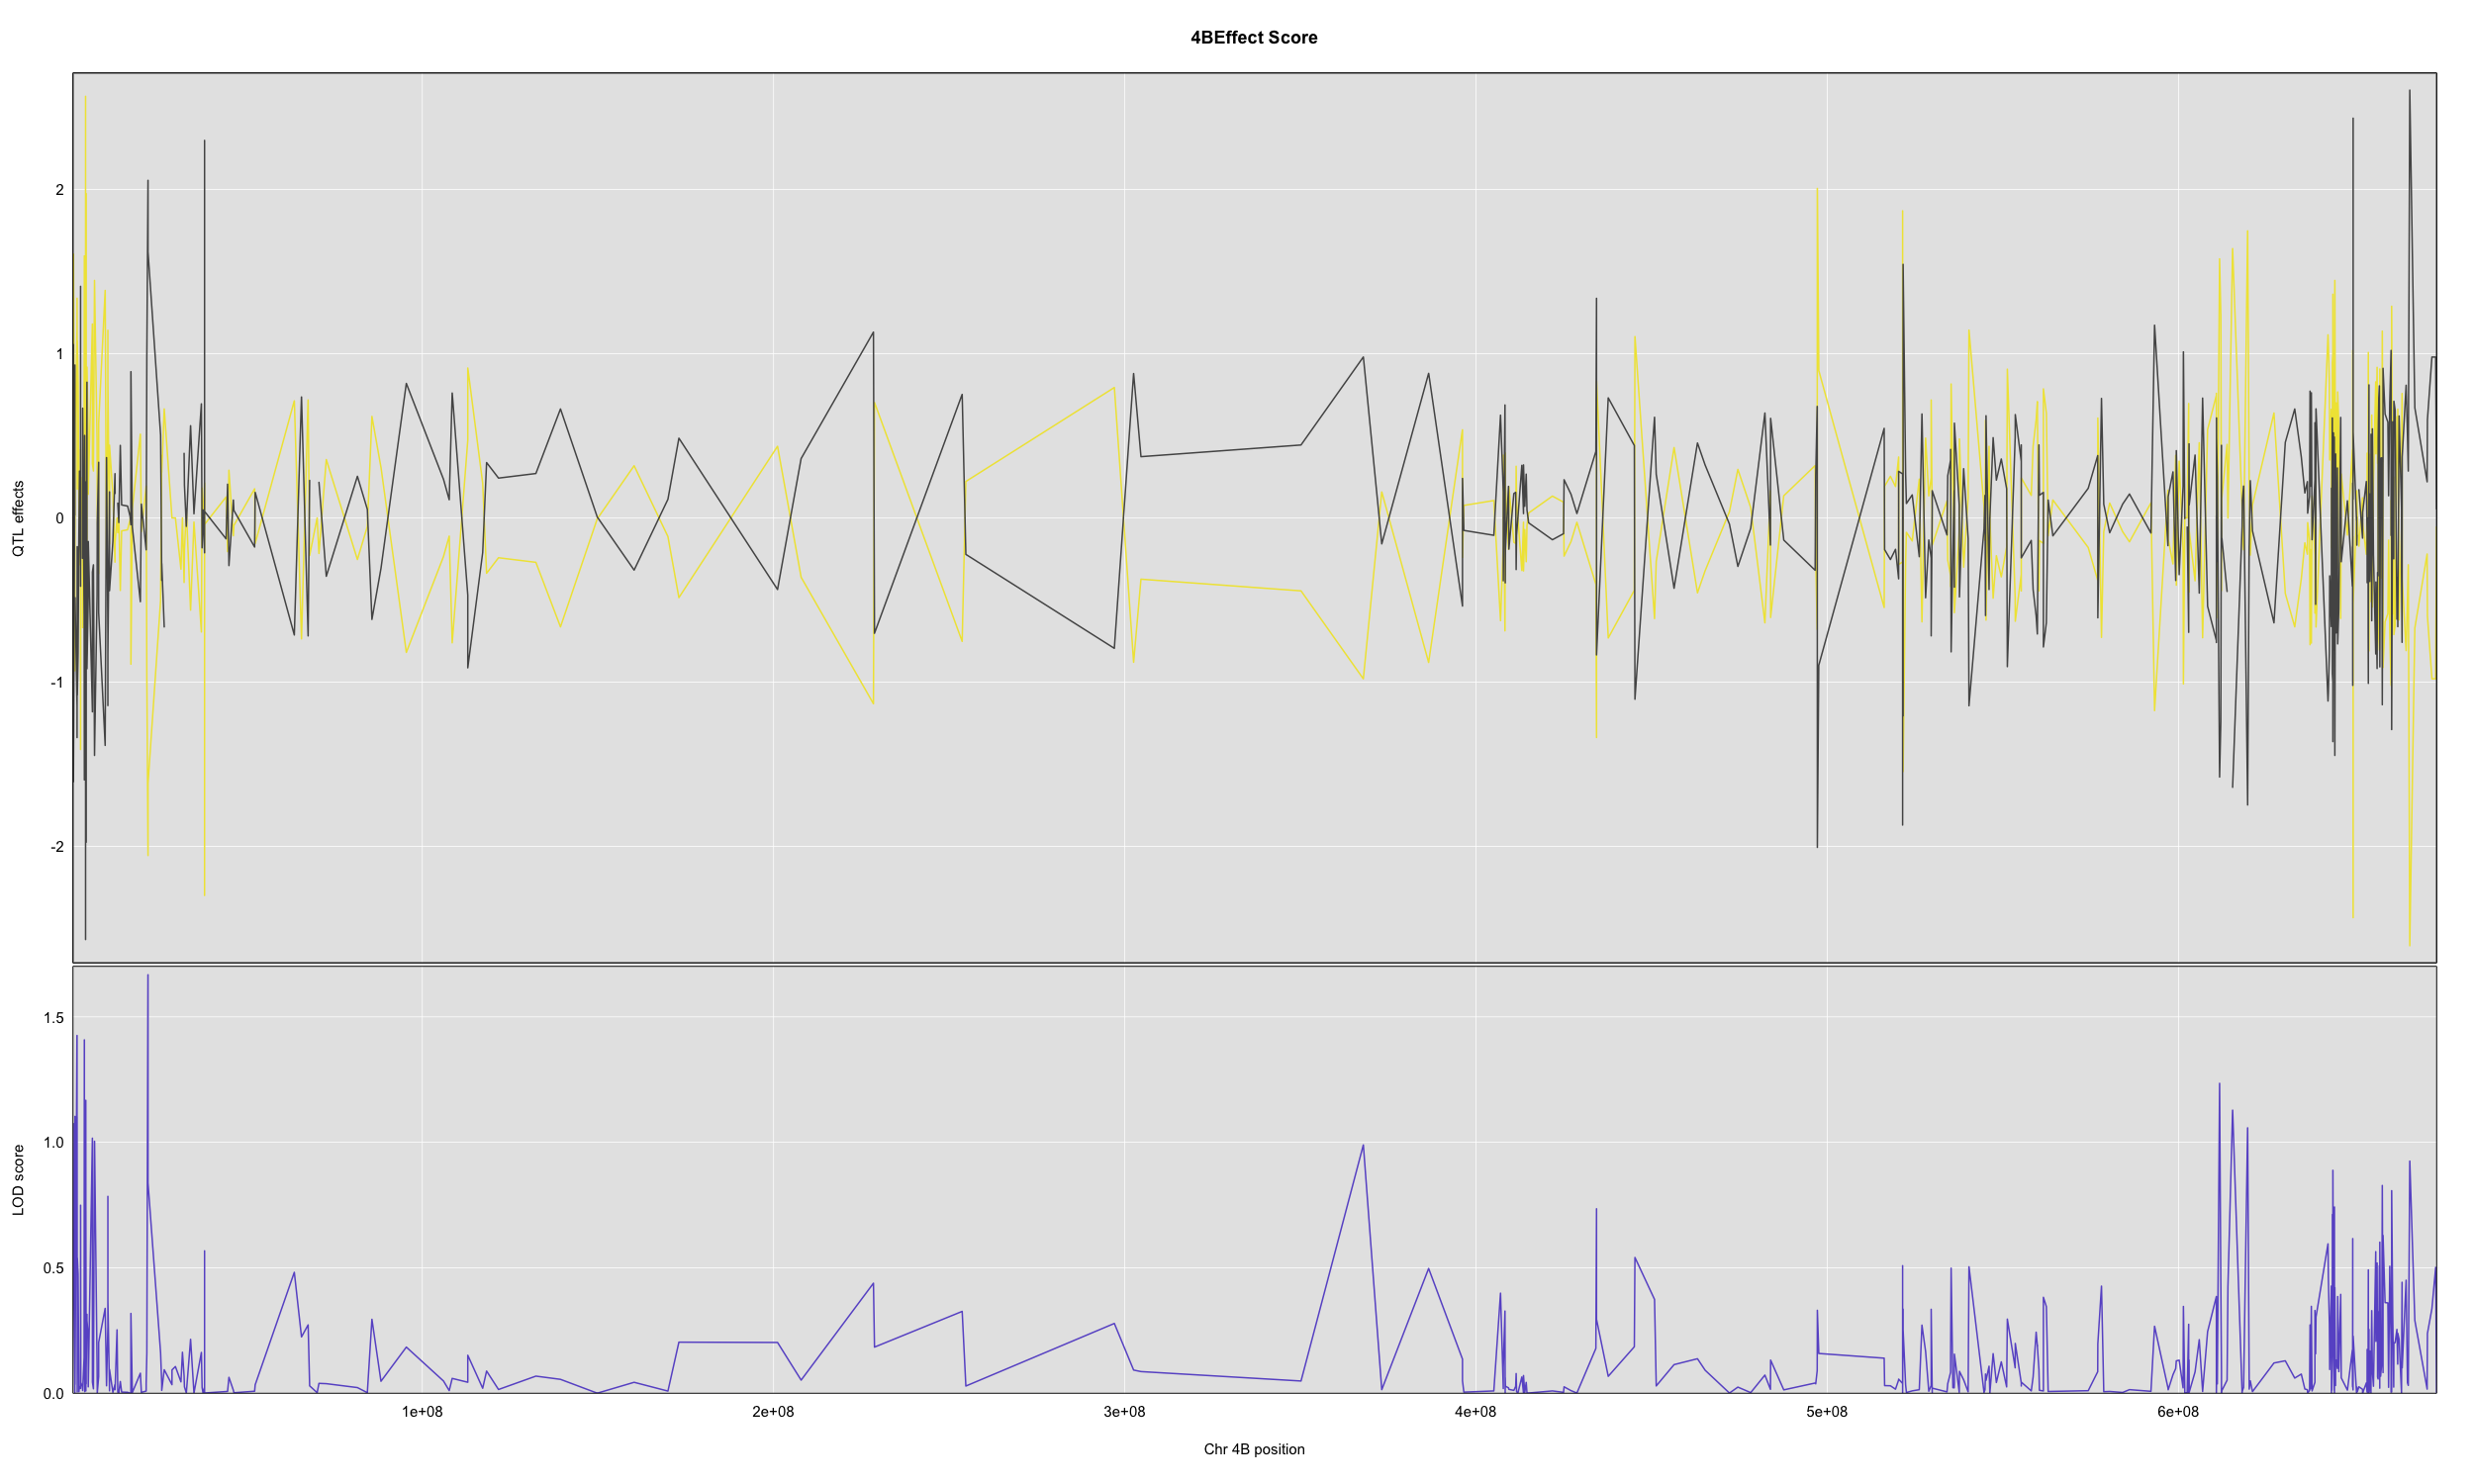 4BEffect Score
QTL effects
2
1
0
-1
-2
LOD score
1.5
1.0
0.5
0.0
1e+08
2e+08
3e+08
4e+08
5e+08
6e+08
Chr 4B position